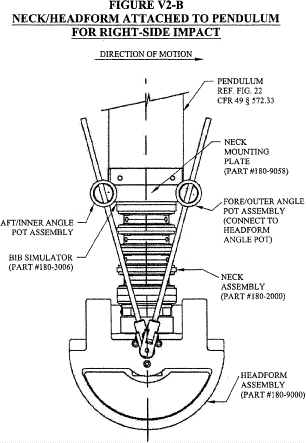 FIGURE V2-B
NECK/HEADFORM ATTACHED TO PENDULUM
FOR RIGHT-SIDE IMPACT
DIRECTION OF MOTION
PENDULUM
REF. FIG. 22
CFR 49 § 572.33
NECK
MOUNTING
PLATE
(PART #180-9058)
AFT/INNER ANGLE
POT ASSEMBLY
FORE/OUTER ANGLE
POT ASSEMBLY
(CONNECT TO
HEADFORM
ANGLE POT)
BIB SIMULATOR
(PART #180-3006)
NECK
ASSEMBLY
(PART #180-2000)
HEADFORM
ASSEMBLY
(PART #180-9000)